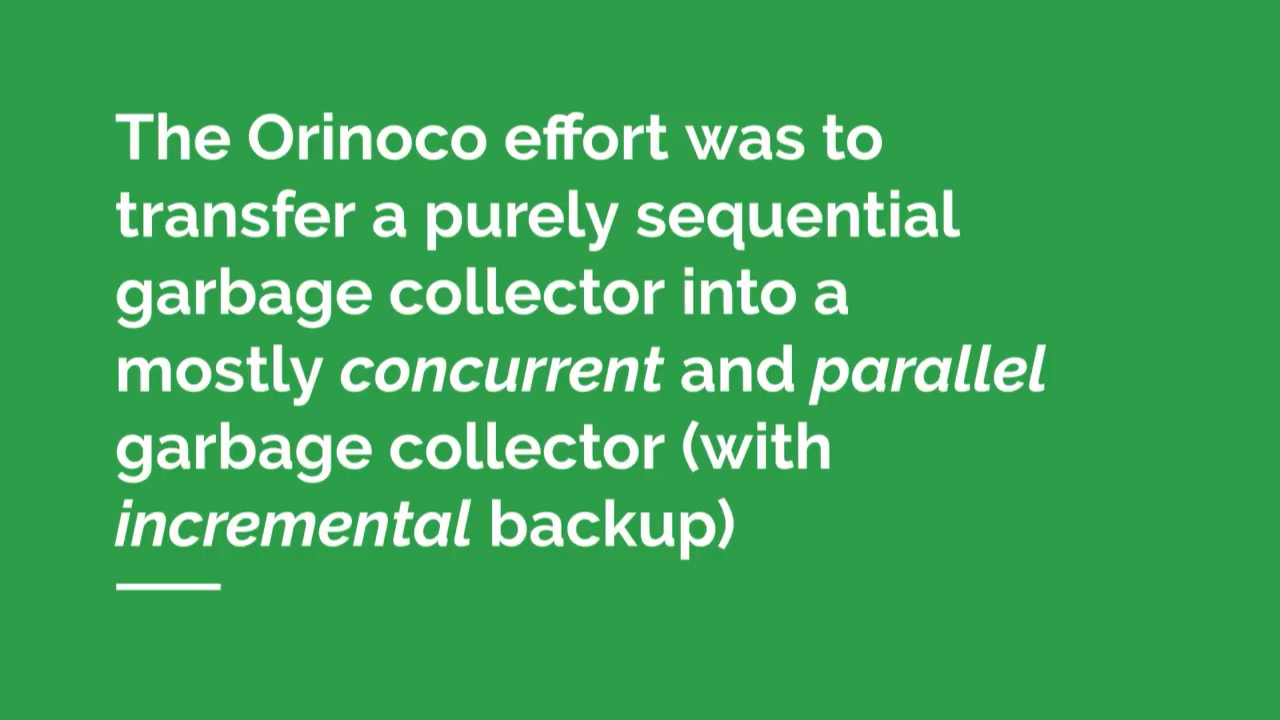 The Orinoco effort was to
transfer a purely sequential
garbage collector into a
mostly concurrent and parallel
garbage collector (with
incremental backup)